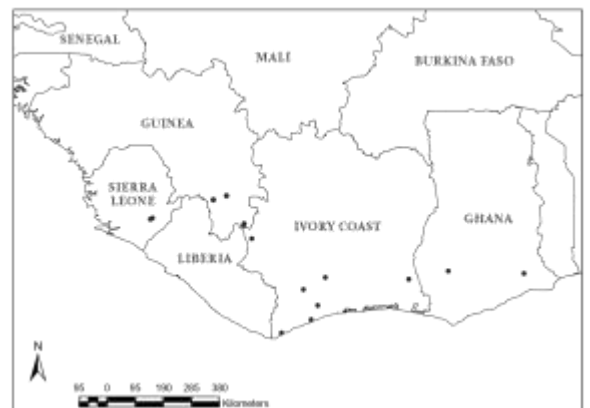 SENEGAL
MALI
BURKINA FASO
GUINEA
SIERRA
LEONE
IVORY COAST
GHANA
LIBERIA
N
95 0 95 190 285 380
Kilometers